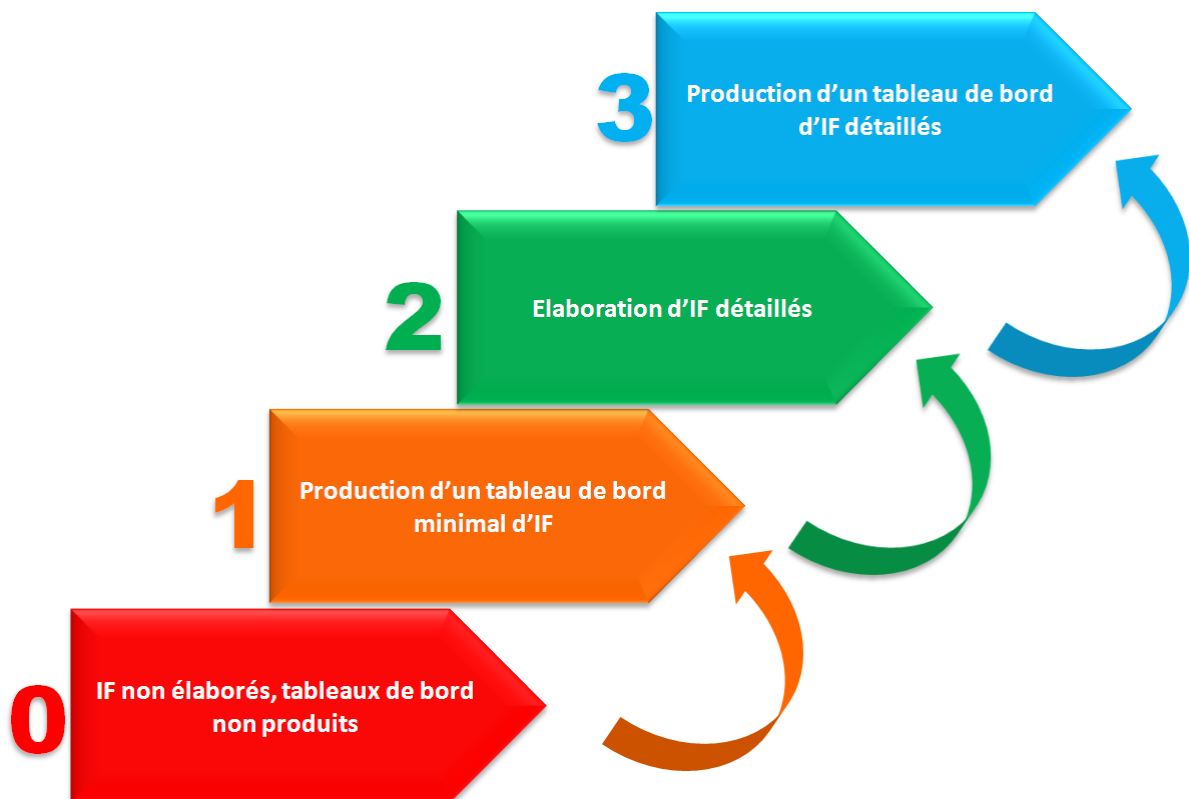 3
Production d’un tableau de bord
d’IF détaillés
2
Elaboration d’IF détaillés
1
Production d’un tableau de bord
minimal d’IF
0
IF non élaborés, tableaux de bord
non produits